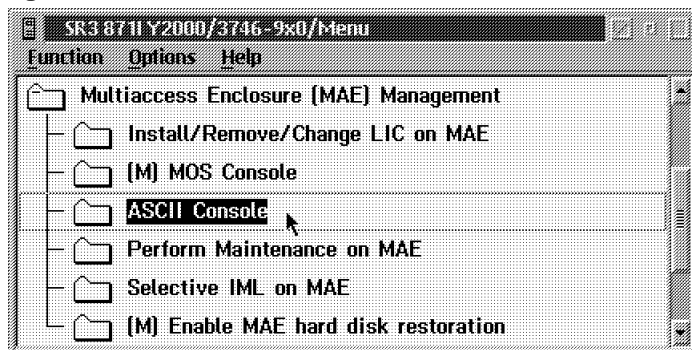 SR3 871I Y2000/3746-9x0/Menu
Function Options Help
Multiaccess Enclosure (MAE) Management
Install/Remove/Change LIC on MAE
(M) MOS Console
ASCII Console
Perform Maintenance on MAE
Selective IML on MAE
(M) Enable MAE hard disk restoration